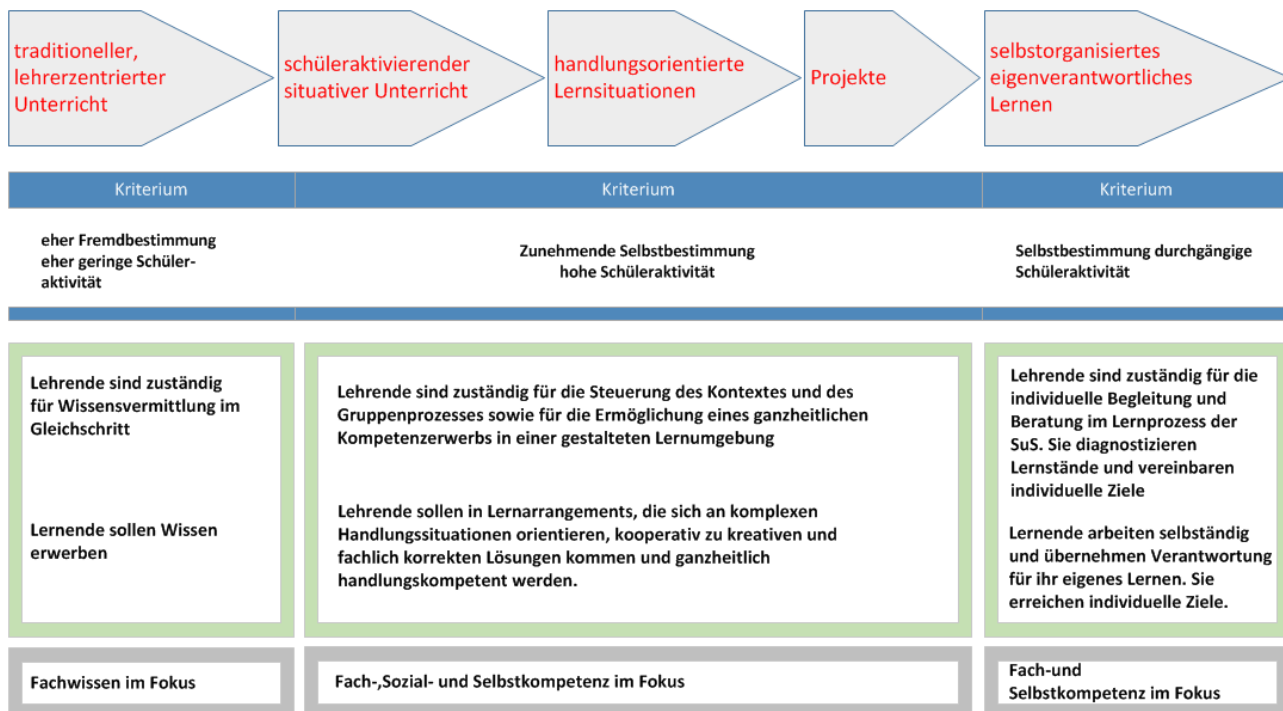 traditioneller,
lehrerzentrierter
Unterricht
schüleraktivierender
situativer Unterricht
handlungsorientierte
Lernsituationen
Projekte
selbstorganisiertes
eigenverantwortliches
Lernen
Kriterium
Kriterium
Kriterium
eher Fremdbestimmung
eher geringe Schüler-
aktivität
Zunehmende Selbstbestimmung
hohe Schüleraktivität
Selbstbestimmung durchgängige
Schüleraktivität
Lehrende sind zuständig
für Wissensvermittlung im
Gleichschritt
Lernende sollen Wissen
erwerben
Lehrende sind zuständig für die Steuerung des Kontextes und des
Gruppenprozesses sowie für die Ermöglichung eines ganzheitlichen
Kompetenzerwerbs in einer gestalteten Lernumgebung
Lehrende sollen in Lernarrangements, die sich an komplexen
Handlungssituationen orientieren, kooperativ zu kreativen und
fachlich korrekten Lösungen kommen und ganzheitlich
handlungskompetent werden.
Lehrende sind zuständig für die
individuelle Begleitung und
Beratung im Lernprozess der
SuS. Sie diagnostizieren
Lernstände und vereinbaren
individuelle Ziele
Lernende arbeiten selbständig
und übernehmen Verantwortung
für ihr eigenes Lernen. Sie
erreichen individuelle Ziele.
Fachwissen im Fokus
Fach-,Sozial- und Selbstkompetenz im Fokus
Fach-und
Selbstkompetenz im Fokus